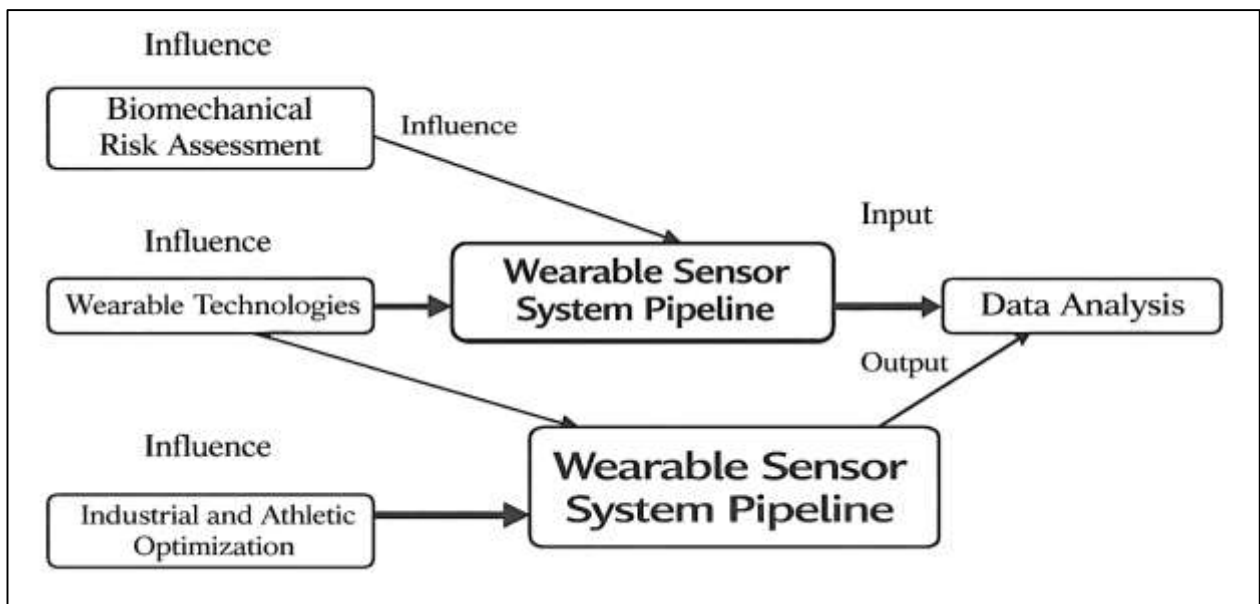 Influence
Biomechanical
Risk Assessment
Influence
Influence
Wearable Technologies
Wearable Sensor
System Pipeline
Input
Data Analysis
Output
Influence
Industrial and Athletic
Optimization
Wearable Sensor
System Pipeline